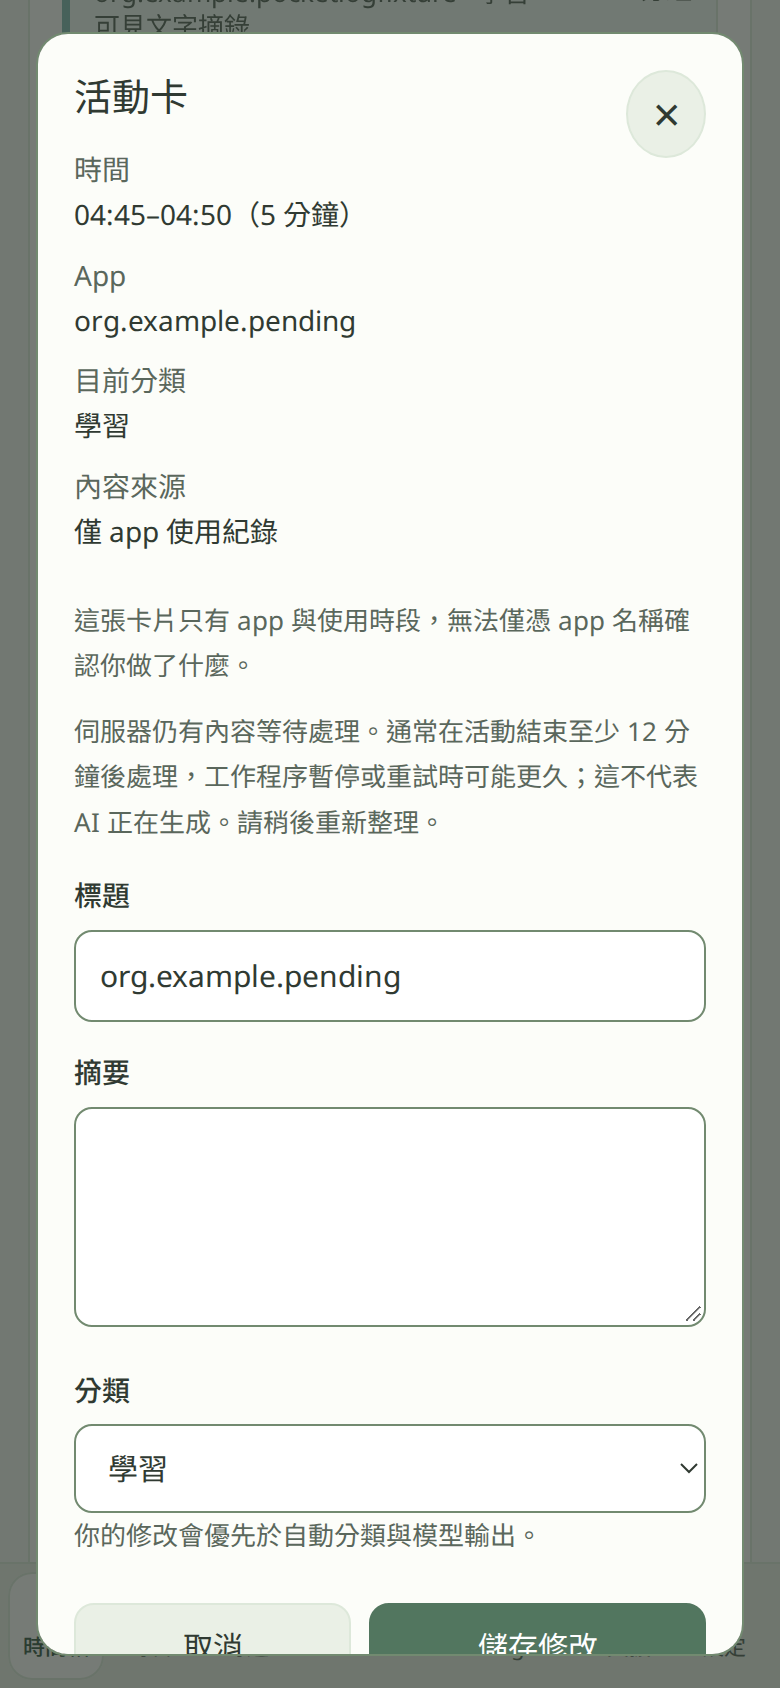 可見文字摘錄
活動卡
時間
04:45–04:50（5 分鐘）
App
org.example.pending
目前分類
學習
內容來源
僅 app 使用紀錄
這張卡片只有 app 與使用時段，無法僅憑 app 名稱確
認你做了什麼。
伺服器仍有內容等待處理。通常在活動結束至少 12 分
鐘後處理，工作程序暫停或重試時可能更久；這不代表
AI 正在生成。請稍後重新整理。
標題
org.example.pending
摘要
分類
學習
你的修改會優先於自動分類與模型輸出。
取消
儲存修改